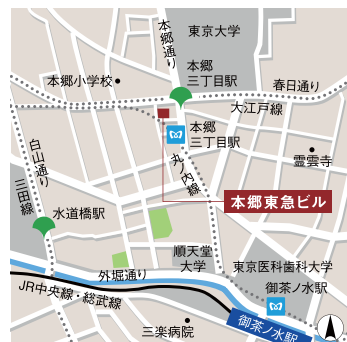 本郷通り
東京大学
本郷
三丁目駅
本郷小学校
春日通り
大江戸線
本郷
三丁目駅
白山通り
丸ノ内線
霊雲寺
三田線
本郷東急ビル
水道橋駅
順天堂
大学
東京医科歯科大学
外堀通り
御茶ノ水駅
JR中央線・総武線
三楽病院
御茶ノ水駅